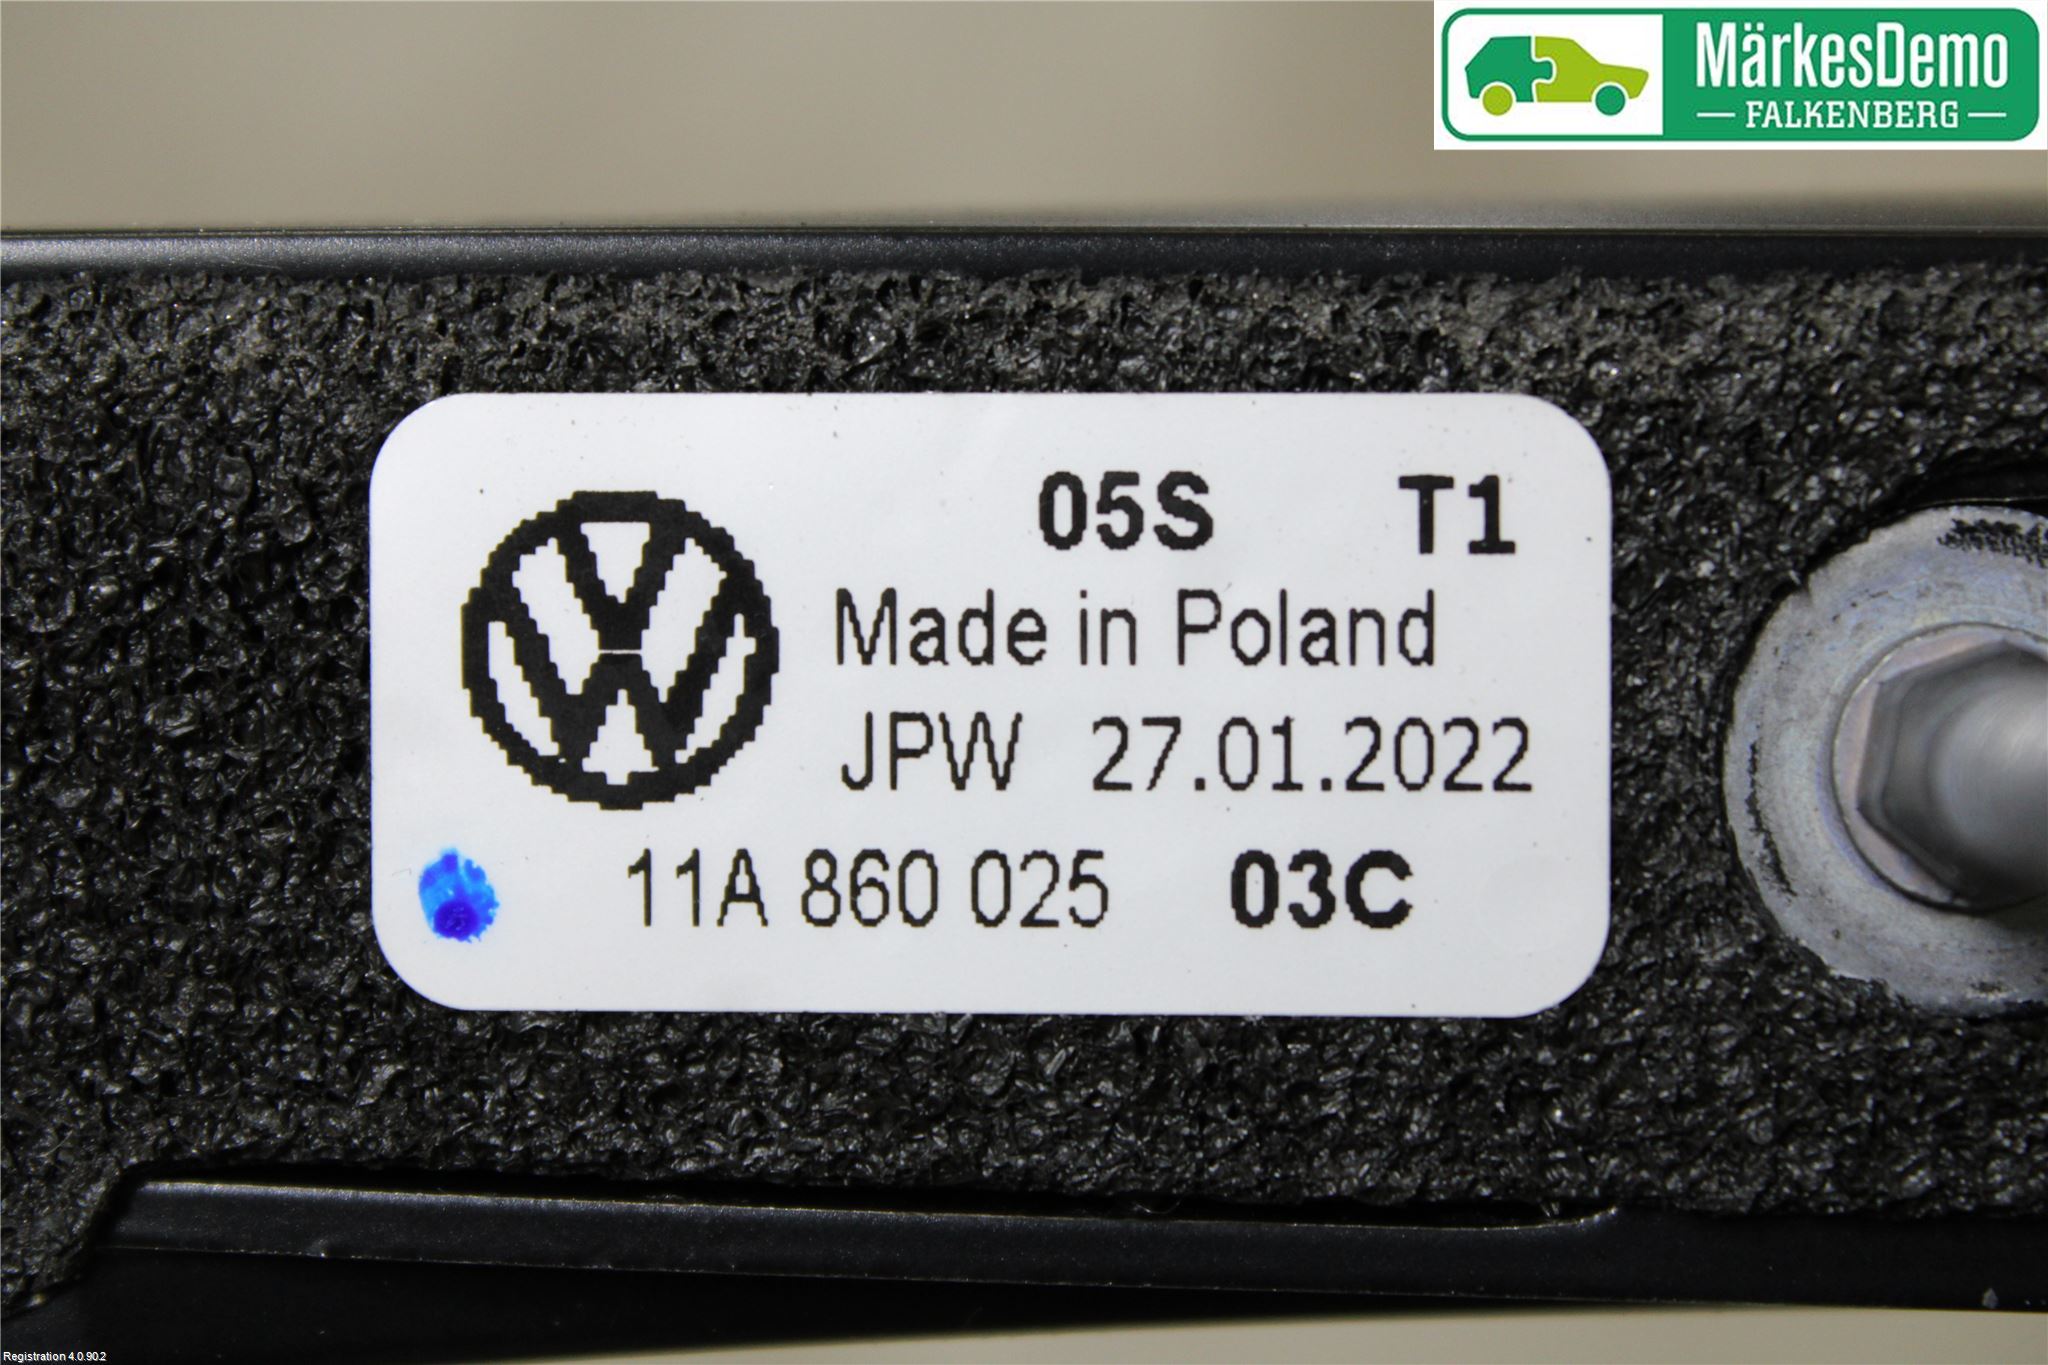 MärkesDemo
FALKENBERG
05S T1
Made in Poland
JPW 27.01.2022
11A 860 025 03C
Registration 4.0.90.2